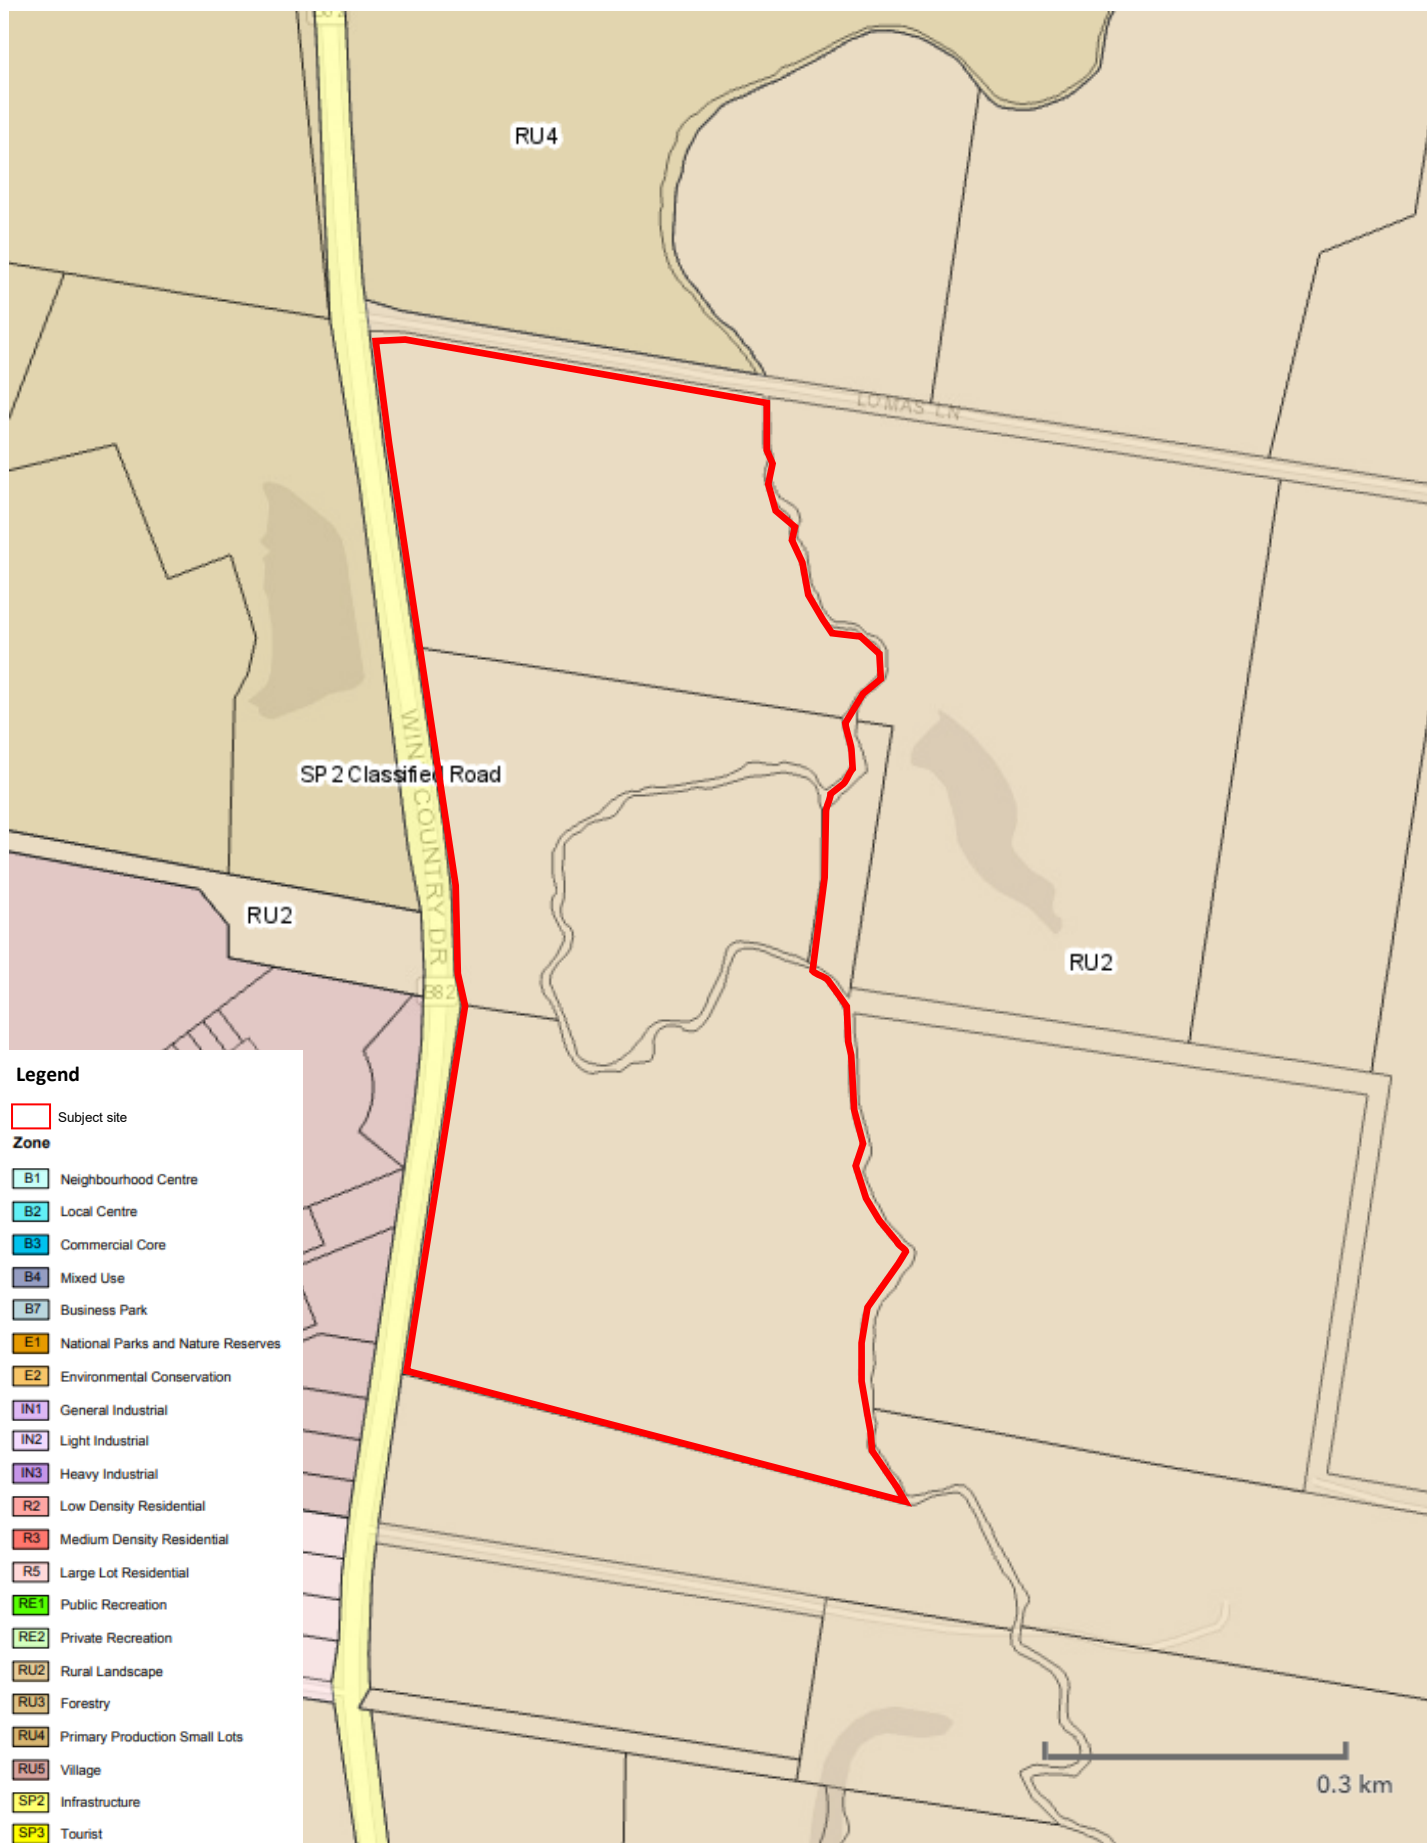 RU4
LOMAS LN
WIN COUNTRY DR
SP 2 Classified Road
RU2
B82
RU2
Legend
Subject site
Zone
B1 Neighbourhood Centre
B2 Local Centre
B3 Commercial Core
B4 Mixed Use
B7 Business Park
E1 National Parks and Nature Reserves
E2 Environmental Conservation
IN1 General Industrial
IN2 Light Industrial
IN3 Heavy Industrial
R2 Low Density Residential
R3 Medium Density Residential
R5 Large Lot Residential
RE1 Public Recreation
RE2 Private Recreation
RU2 Rural Landscape
RU3 Forestry
RU4 Primary Production Small Lots
RU5 Village
SP2 Infrastructure
SP3 Tourist
0.3 km